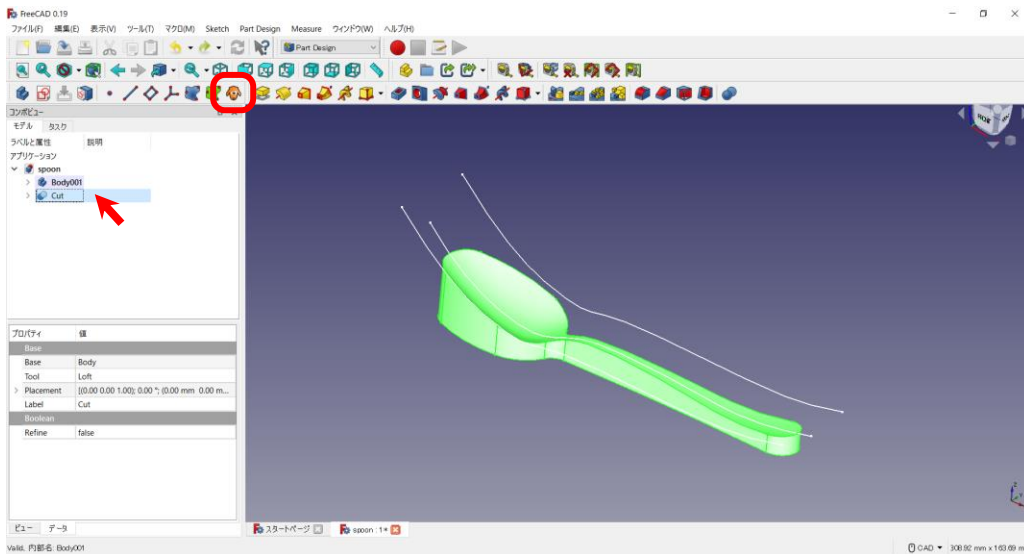 FreeCAD 0.19
ファイル(F) 編集(E) 表示(V) ツール(T) マクロ(M) Sketch Part Design Measure ウィンドウ(W) ヘルプ(H)
Part Design
コンボビュー
モデル タスク
ラベルと属性 説明
アプリケーション
spoon
Body001
Cut
プロパティ 値
Base
Base Body
Tool Loft
Placement [(0.00 0.00 1.00); 0.00 °; (0.00 mm 0.00 m...
Label Cut
Boolean
Refine false
ビュー データ
スタートページ spoon : 1*
Valid, 内部名: Body001
CAD 308.92 mm x 163.69 m